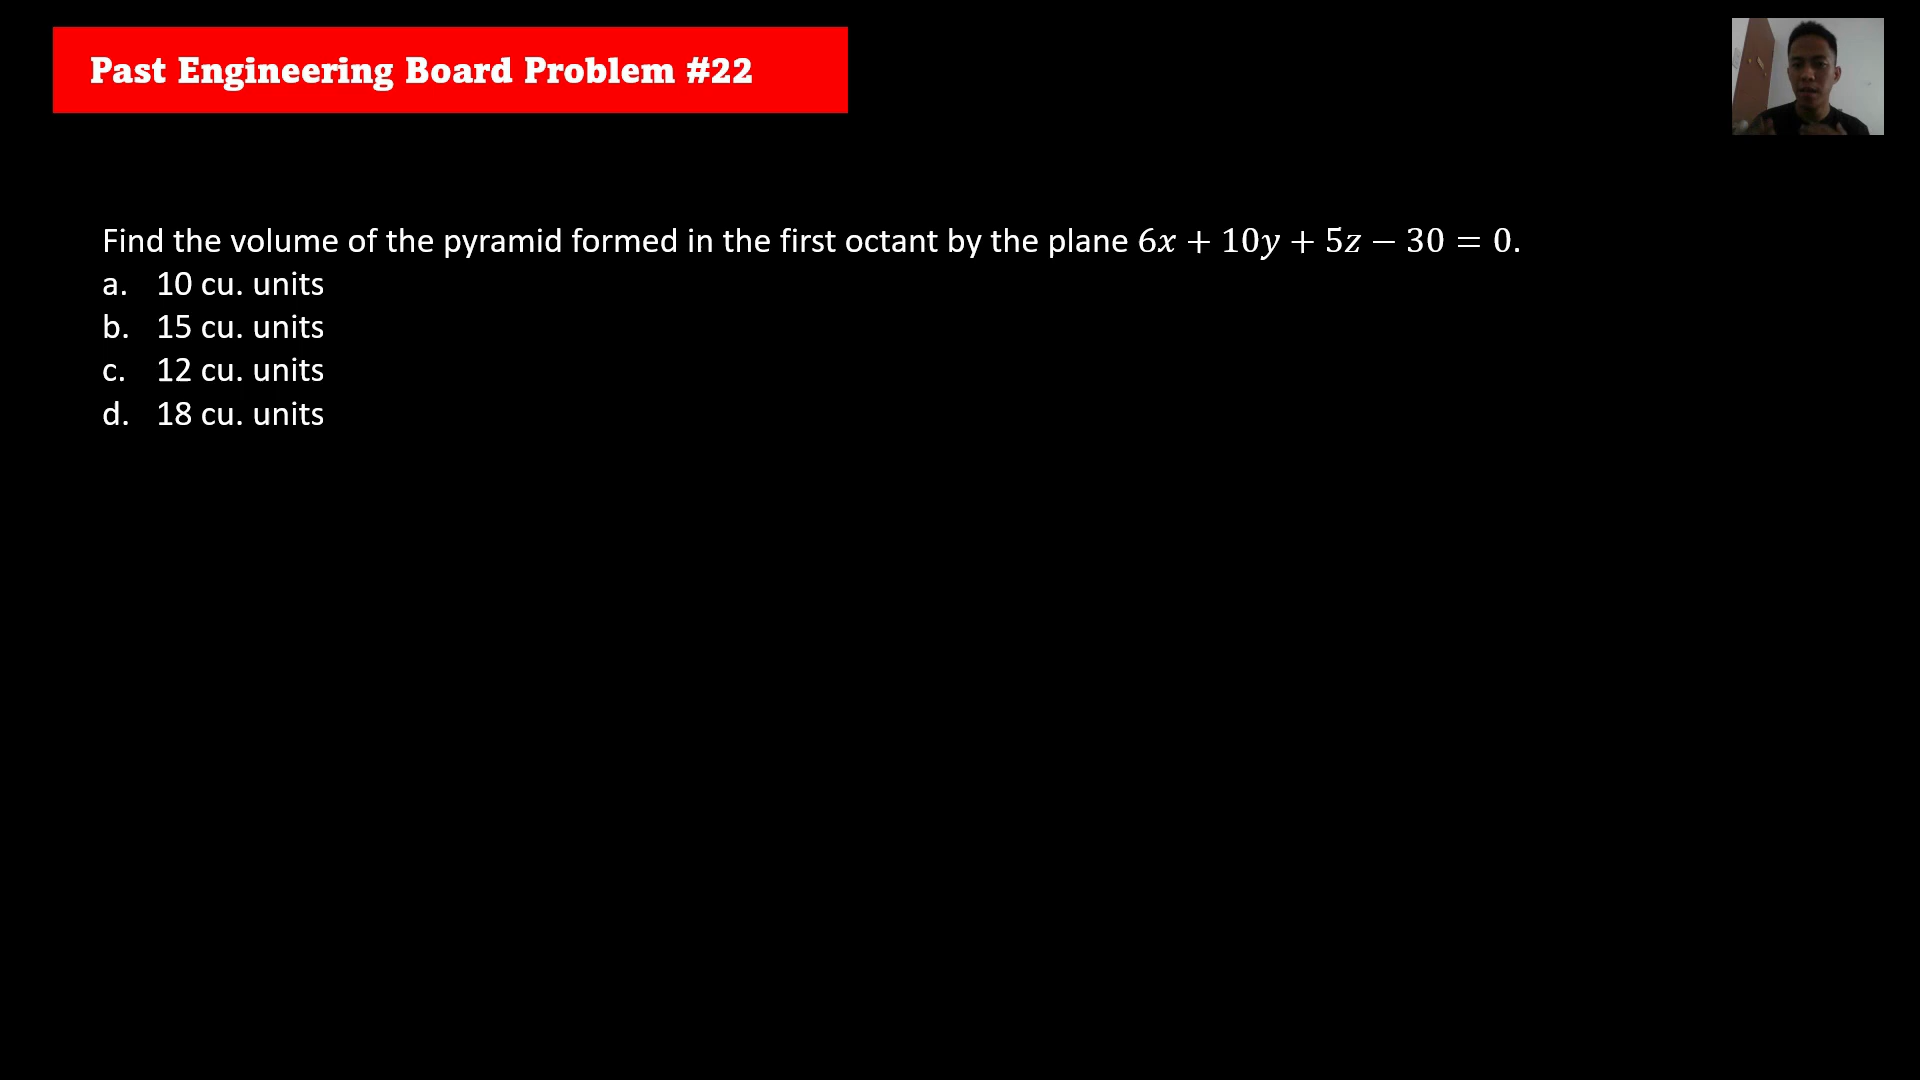 Past Engineering Board Problem #22
Find the volume of the pyramid formed in the first octant by the plane 6x + 10y + 5z − 30 = 0.
a. 10 cu. units
b. 15 cu. units
c. 12 cu. units
d. 18 cu. units